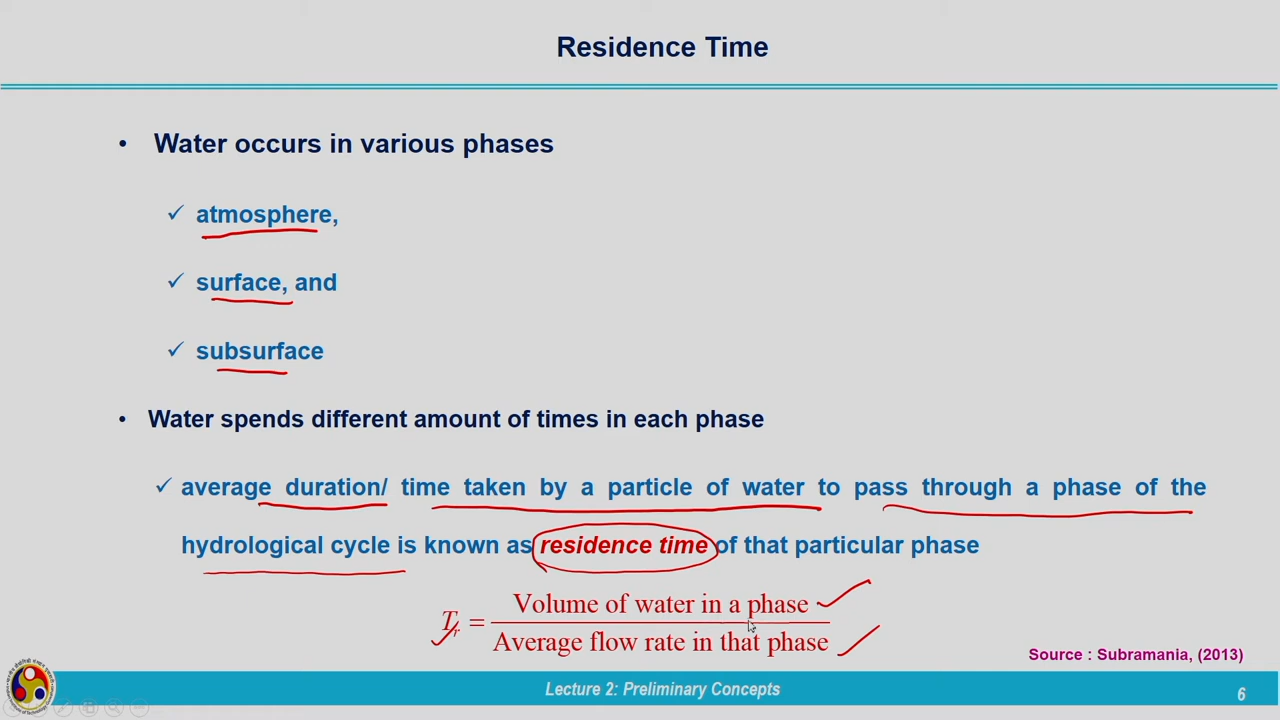 Residence Time
• Water occurs in various phases
✓ atmosphere,
✓ surface, and
✓ subsurface
• Water spends different amount of times in each phase
✓ average duration/ time taken by a particle of water to pass through a phase of the
hydrological cycle is known as residence time of that particular phase
Tr = Volume of water in a phase
Average flow rate in that phase
Source : Subramania, (2013)
Lecture 2: Preliminary Concepts
6